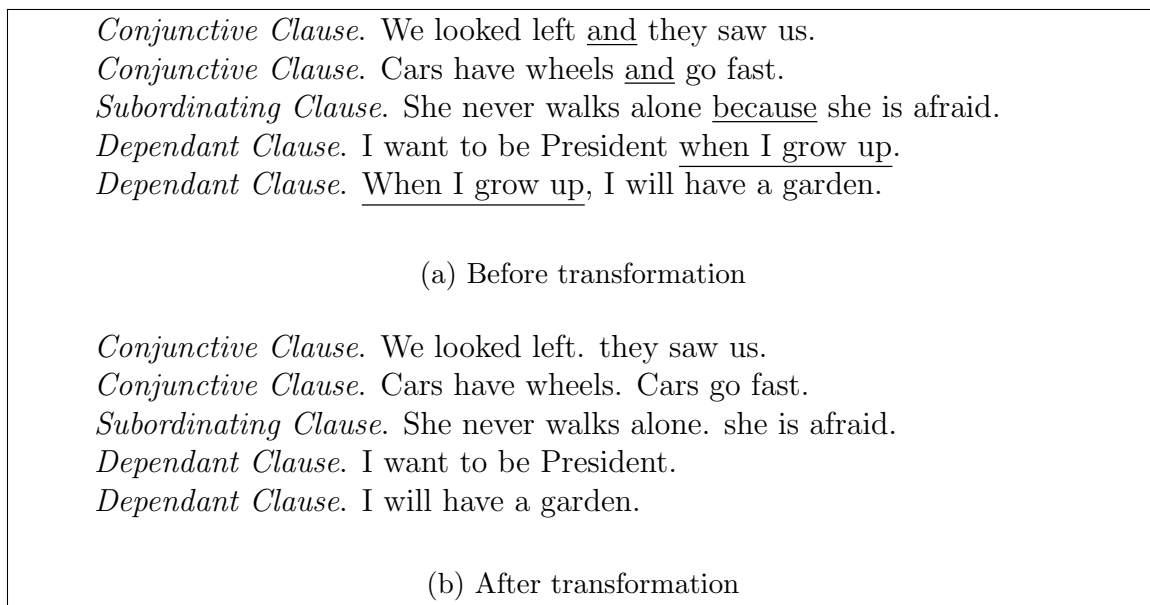 Conjunctive Clause. We looked left and they saw us.
Conjunctive Clause. Cars have wheels and go fast.
Subordinating Clause. She never walks alone because she is afraid.
Dependant Clause. I want to be President when I grow up.
Dependant Clause. When I grow up, I will have a garden.
(a) Before transformation
Conjunctive Clause. We looked left. they saw us.
Conjunctive Clause. Cars have wheels. Cars go fast.
Subordinating Clause. She never walks alone. she is afraid.
Dependant Clause. I want to be President.
Dependant Clause. I will have a garden.
(b) After transformation